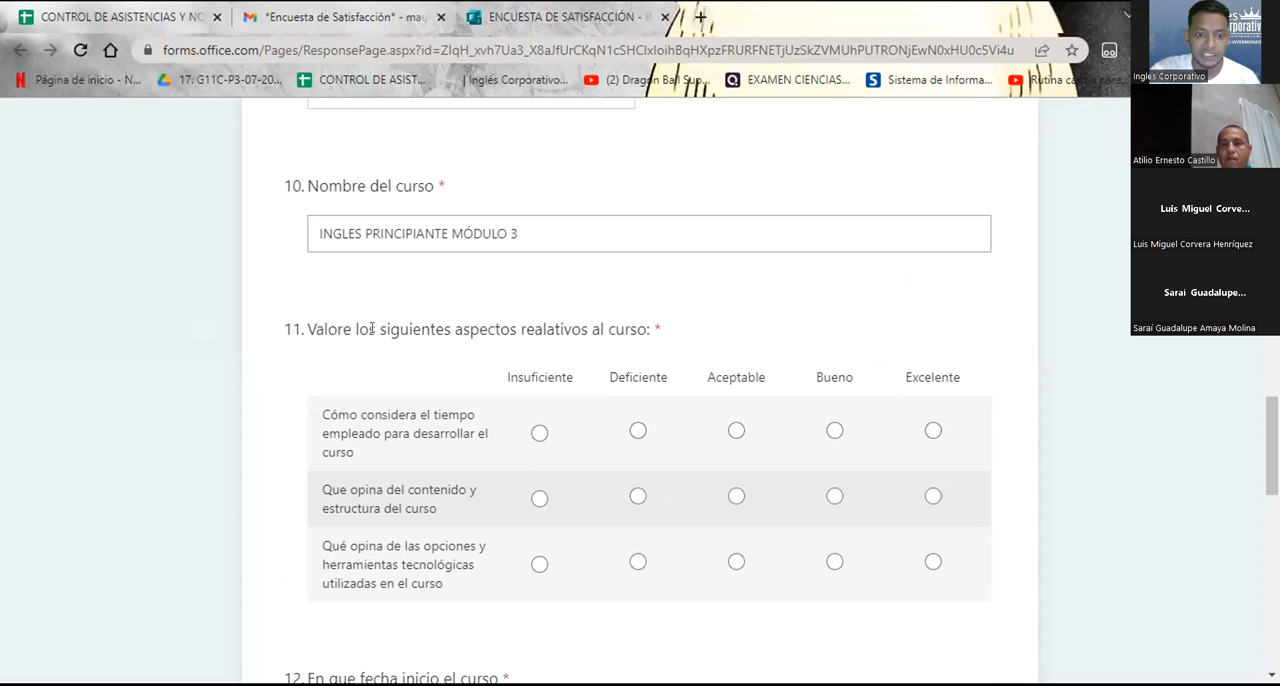 CONTROL DE ASISTENCIAS Y NO
*Encuesta de Satisfacción* - mau
ENCUESTA DE SATISFACCIÓN - I
forms.office.com/Pages/ResponsePage.aspx?id=
Página de inicio - N...
17: G11C-P3-07-20...
CONTROL DE ASIST...
Inglés Corporativo...
(2) Dragon Ball Sup...
EXAMEN CIENCIAS...
Sistema de Informa...
Ingles Corporativo
Atilio Ernesto Castillo
Luis Miguel Corve...
Luis Miguel Corvera Henríquez
Sarai Guadalupe...
Saraí Guadalupe Amaya Molina
10. Nombre del curso *
INGLES PRINCIPIANTE MÓDULO 3
11. Valore los siguientes aspectos realativos al curso: *
Insuficiente Deficiente Aceptable Bueno Excelente
Cómo considera el tiempo
empleado para desarrollar el
curso
Que opina del contenido y
estructura del curso
Qué opina de las opciones y
herramientas tecnológicas
utilizadas en el curso
12. En que fecha inicio el curso *